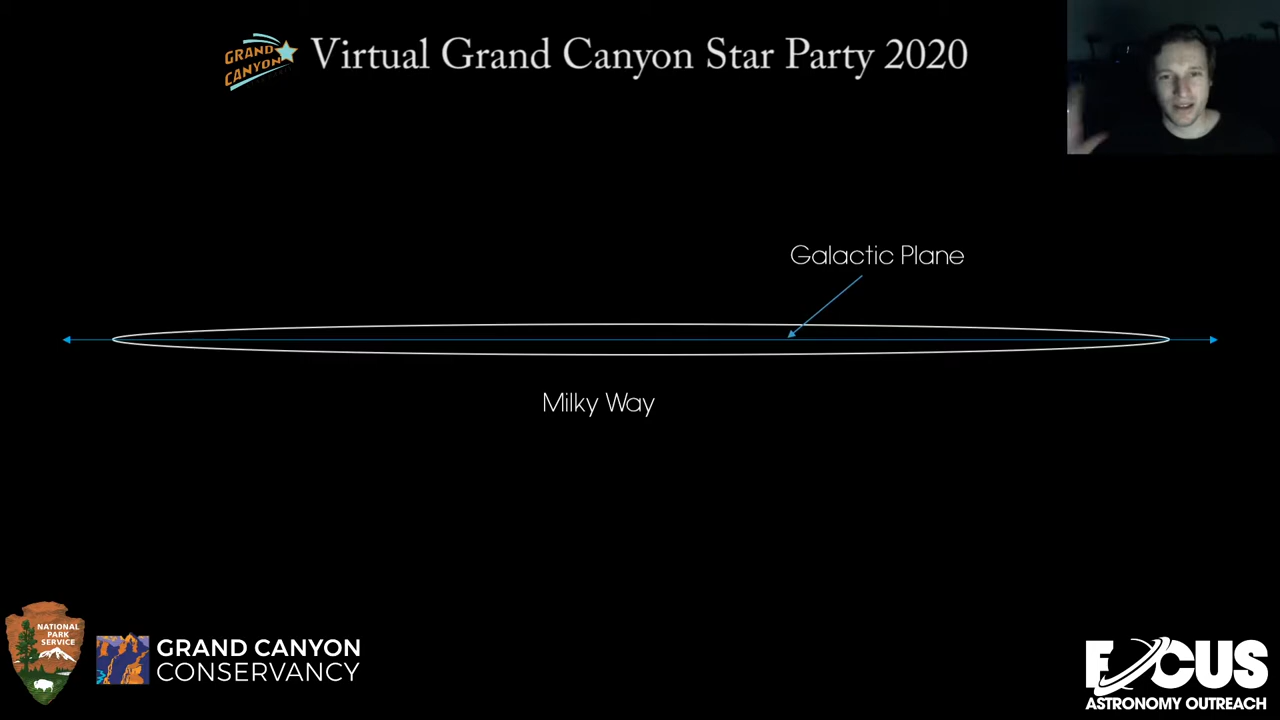 GRAND
CANYON
Virtual Grand Canyon Star Party 2020
Galactic Plane
Milky Way
NATIONAL
PARK
SERVICE
GRAND CANYON
CONSERVANCY
FOCUS
ASTRONOMY OUTREACH